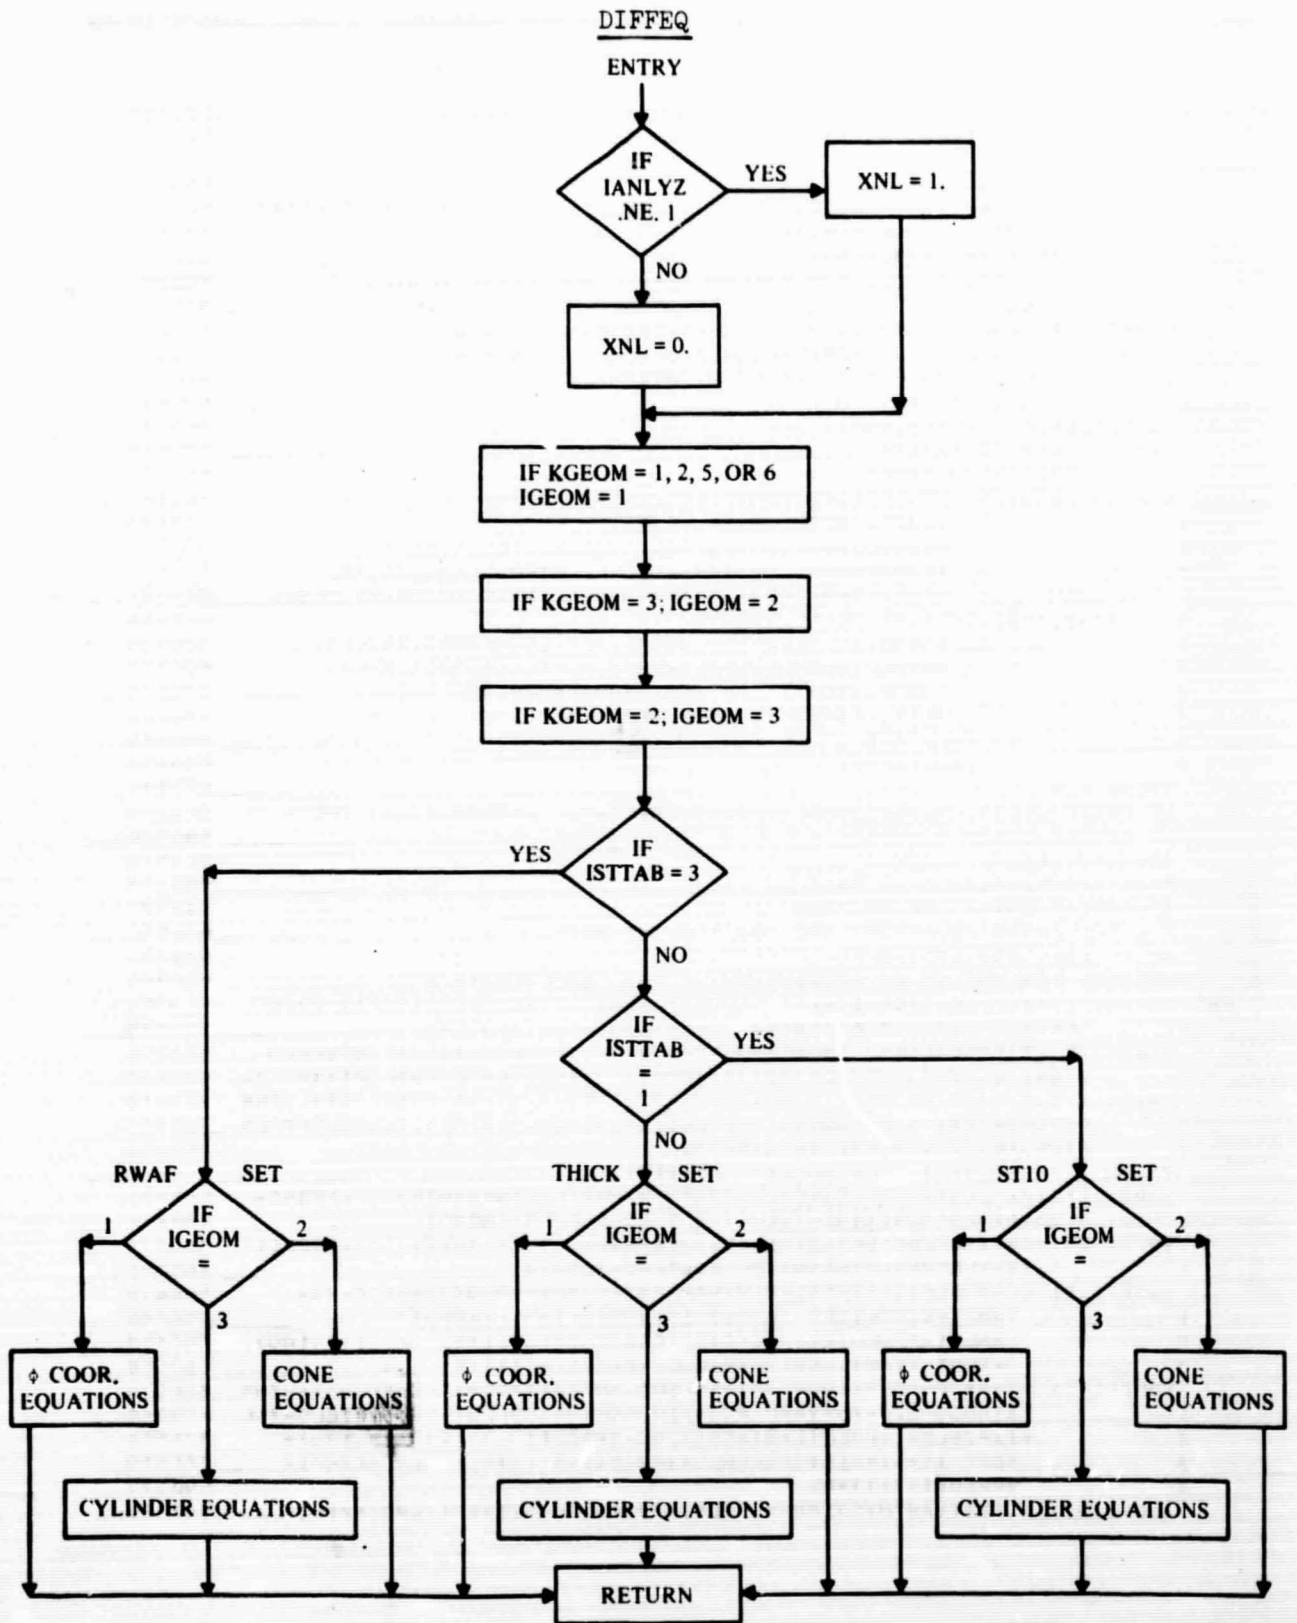 DIFFEQ
ENTRY
IF
IANLYZ
.NE. 1
YES
XNL = 1.
NO
XNL = 0.
IF KGEOM = 1, 2, 5, OR 6
IGEOM = 1
IF KGEOM = 3; IGEOM = 2
IF KGEOM = 2; IGEOM = 3
YES
IF
ISTTAB = 3
NO
IF
ISTTAB
=
1
YES
NO
RWAF SET
IF
IGEOM
=
1
2
3
THICK SET
IF
IGEOM
=
1
2
3
ST10 SET
IF
IGEOM
=
1
2
3
ϕ COOR.
EQUATIONS
CONE
EQUATIONS
ϕ COOR.
EQUATIONS
CONE
EQUATIONS
ϕ COOR.
EQUATIONS
CONE
EQUATIONS
CYLINDER EQUATIONS
CYLINDER EQUATIONS
CYLINDER EQUATIONS
RETURN